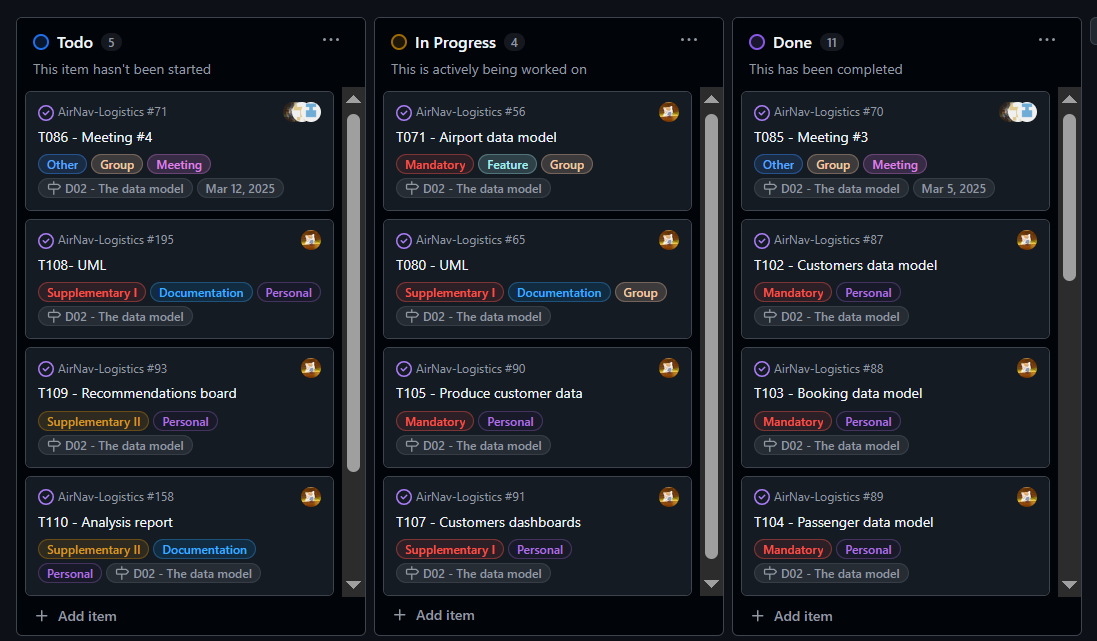 Todo 5
This item hasn't been started
AirNav-Logistics #71
T086 - Meeting #4
Other Group Meeting
D02 - The data model Mar 12, 2025
AirNav-Logistics #195
T108- UML
Supplementary I Documentation Personal
D02 - The data model
AirNav-Logistics #93
T109 - Recommendations board
Supplementary II Personal
D02 - The data model
AirNav-Logistics #158
T110 - Analysis report
Supplementary II Documentation
Personal D02 - The data model
+ Add item
In Progress 4
This is actively being worked on
AirNav-Logistics #56
T071 - Airport data model
Mandatory Feature Group
D02 - The data model
AirNav-Logistics #65
T080 - UML
Supplementary I Documentation Group
D02 - The data model
AirNav-Logistics #90
T105 - Produce customer data
Mandatory Personal
D02 - The data model
AirNav-Logistics #91
T107 - Customers dashboards
Supplementary I Personal
D02 - The data model
+ Add item
Done 11
This has been completed
AirNav-Logistics #70
T085 - Meeting #3
Other Group Meeting
D02 - The data model Mar 5, 2025
AirNav-Logistics #87
T102 - Customers data model
Mandatory Personal
D02 - The data model
AirNav-Logistics #88
T103 - Booking data model
Mandatory Personal
D02 - The data model
AirNav-Logistics #89
T104 - Passenger data model
Mandatory Personal
D02 - The data model
+ Add item